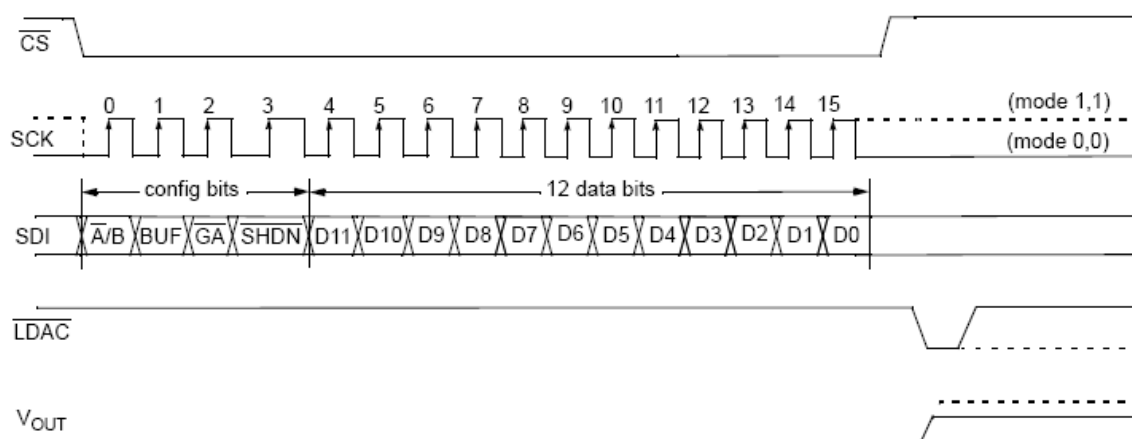 CS
0 1 2 3 4 5 6 7 8 9 10 11 12 13 14 15
(mode 1,1)
SCK
(mode 0,0)
config bits 12 data bits
SDI A/B BUF GA SHDN D11 D10 D9 D8 D7 D6 D5 D4 D3 D2 D1 D0
LDAC
VOUT